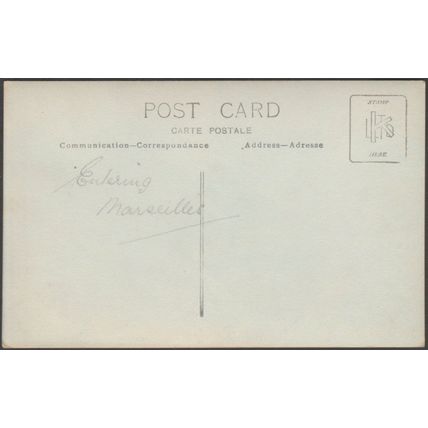 POST CARD
CARTE POSTALE
Communication—Correspondance
Address—Adresse
STAMP
HERE
Entering
Marseilles